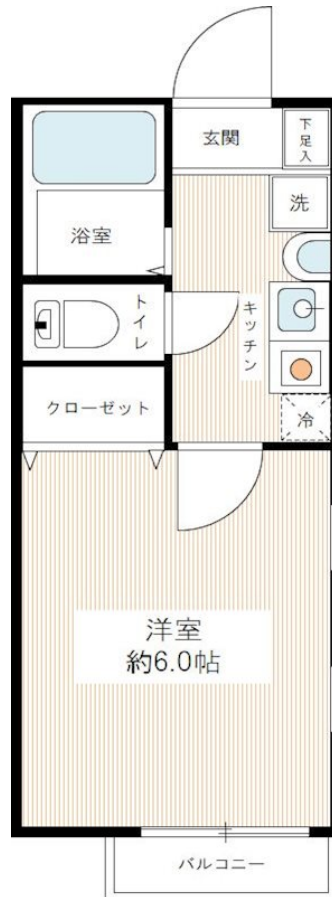 玄関
下足入
洗
浴室
トイレ
キッチン
クローゼット
冷
洋室
約6.0帖
バルコニー